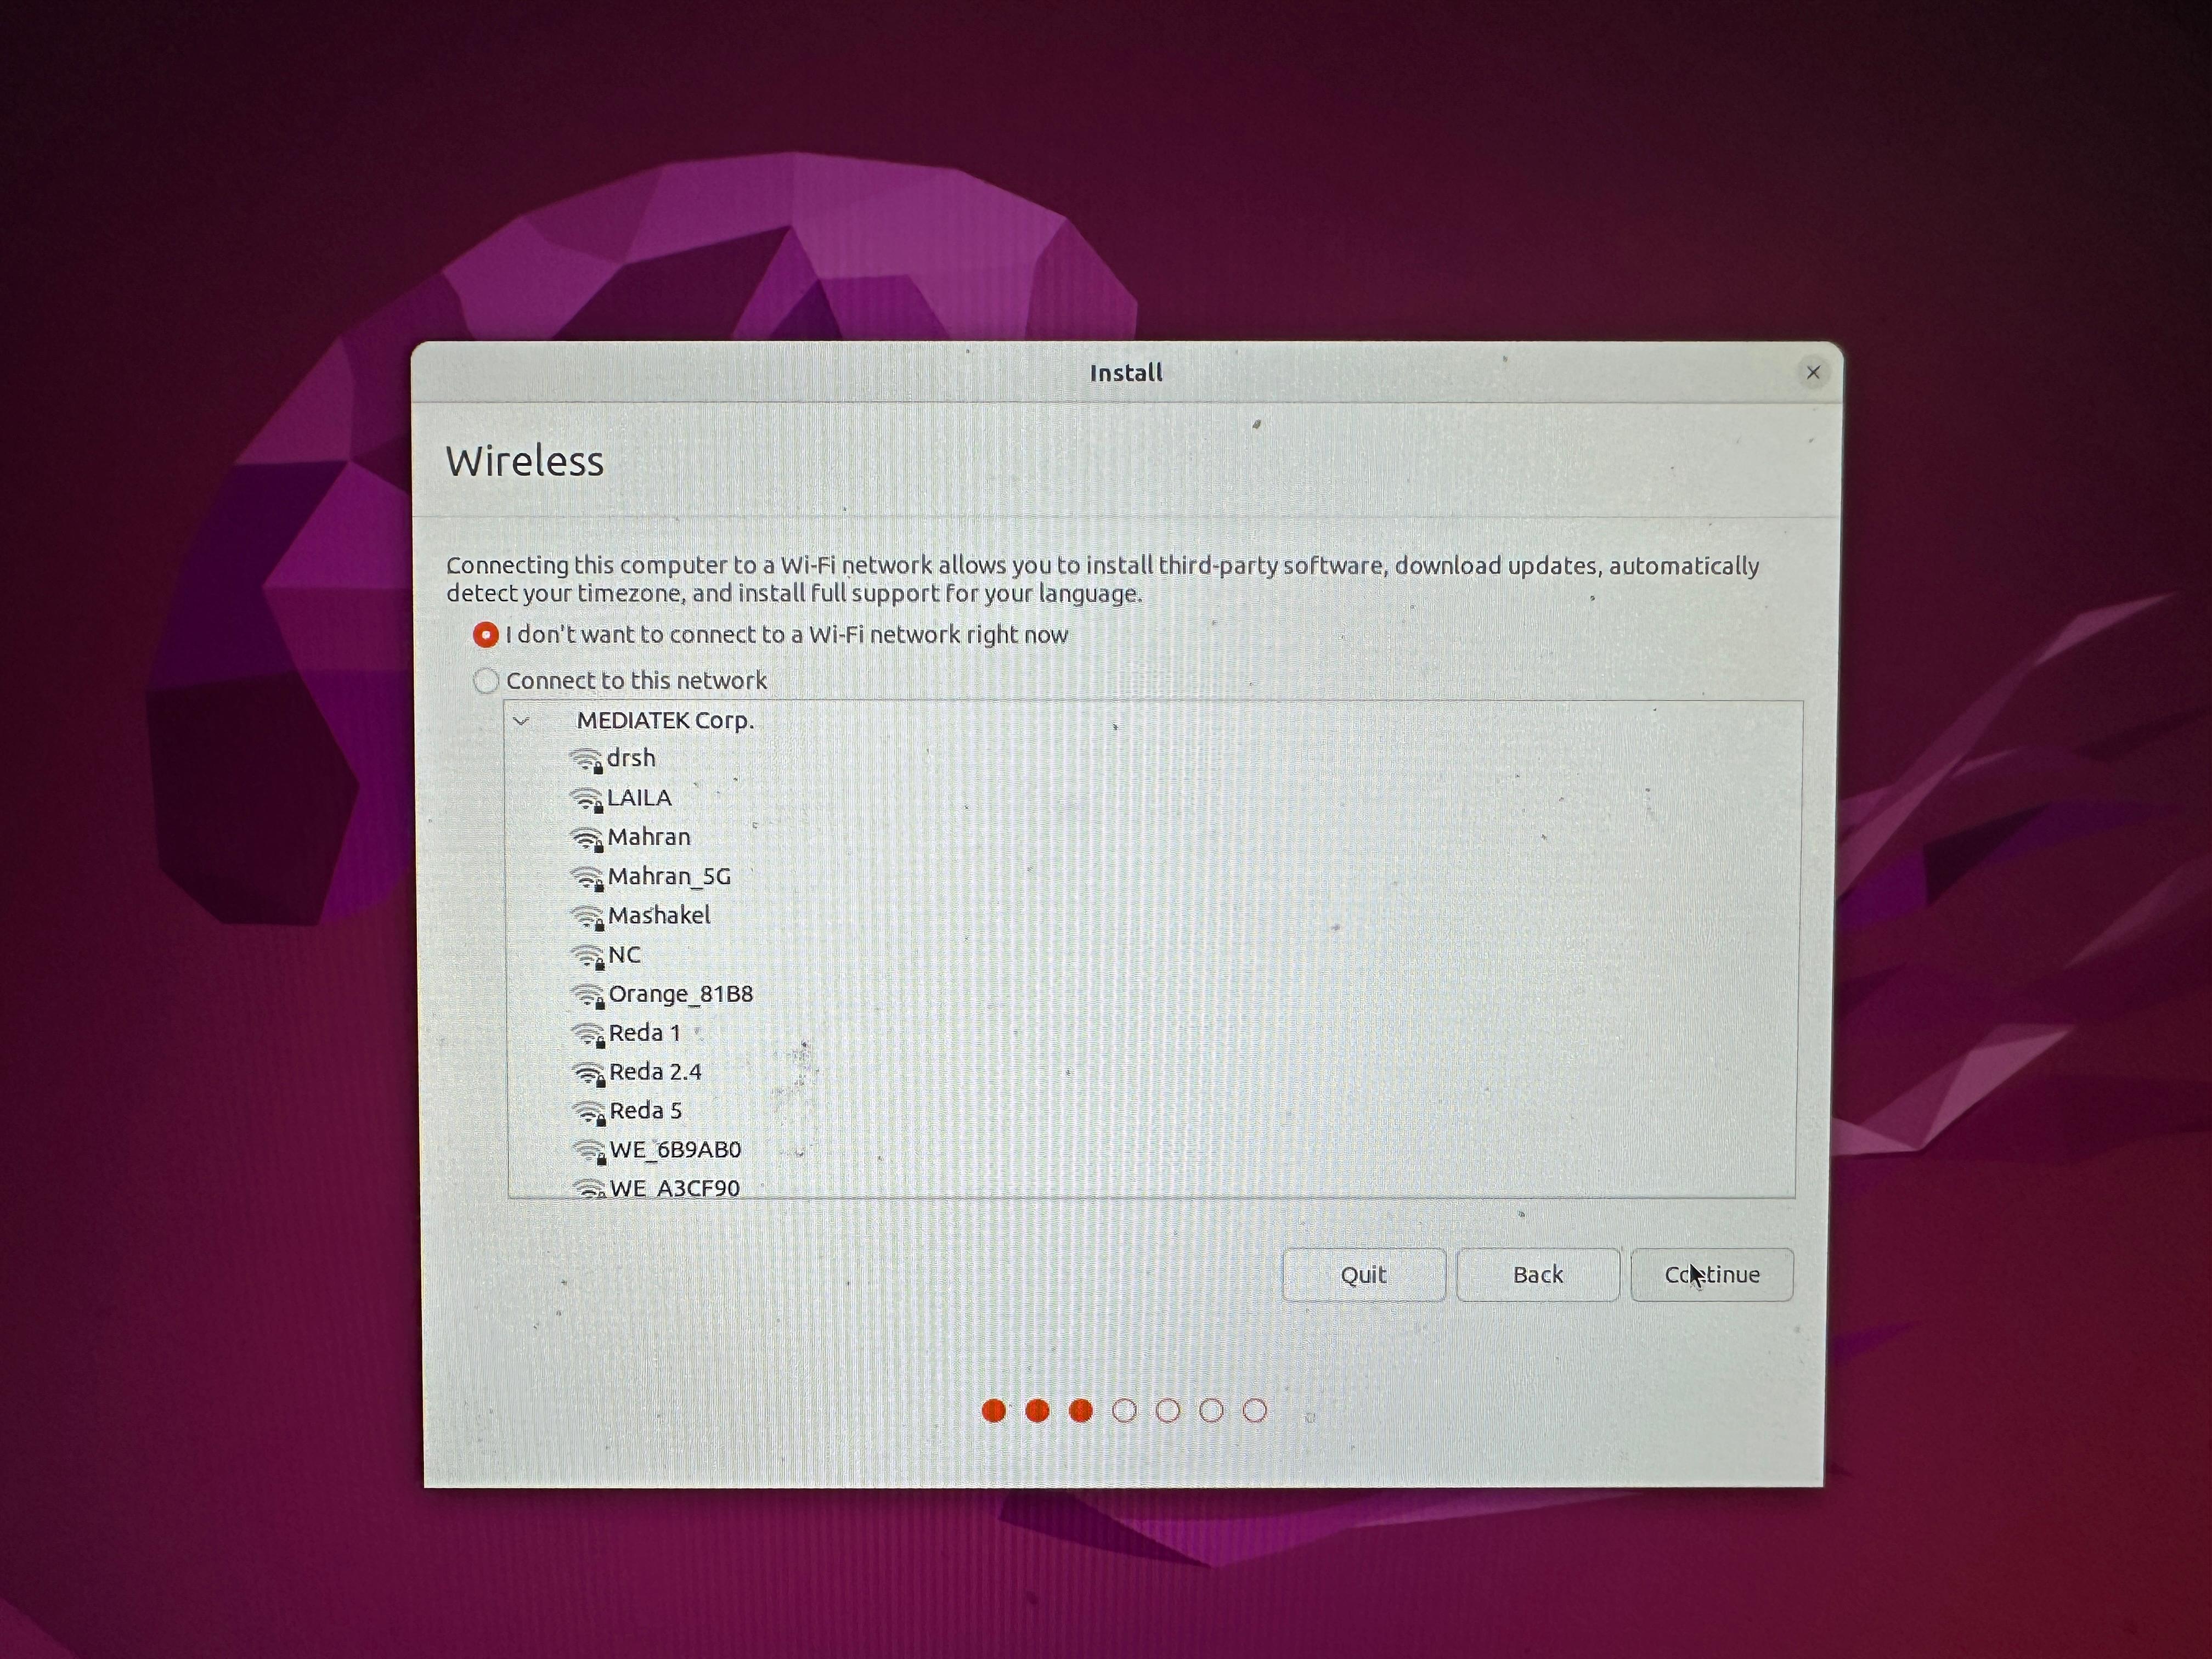 Install
Wireless
Connecting this computer to a Wi-Fi network allows you to install third-party software, download updates, automatically
detect your timezone, and install full support for your language.
I don't want to connect to a Wi-Fi network right now
Connect to this network
MEDIATEK Corp.
drsh
LAILA
Mahran
Mahran_5G
Mashakel
NC
Orange_81B8
Reda 1
Reda 2.4
Reda 5
WE_6B9AB0
WE_A3CF90
Quit
Back
Continue